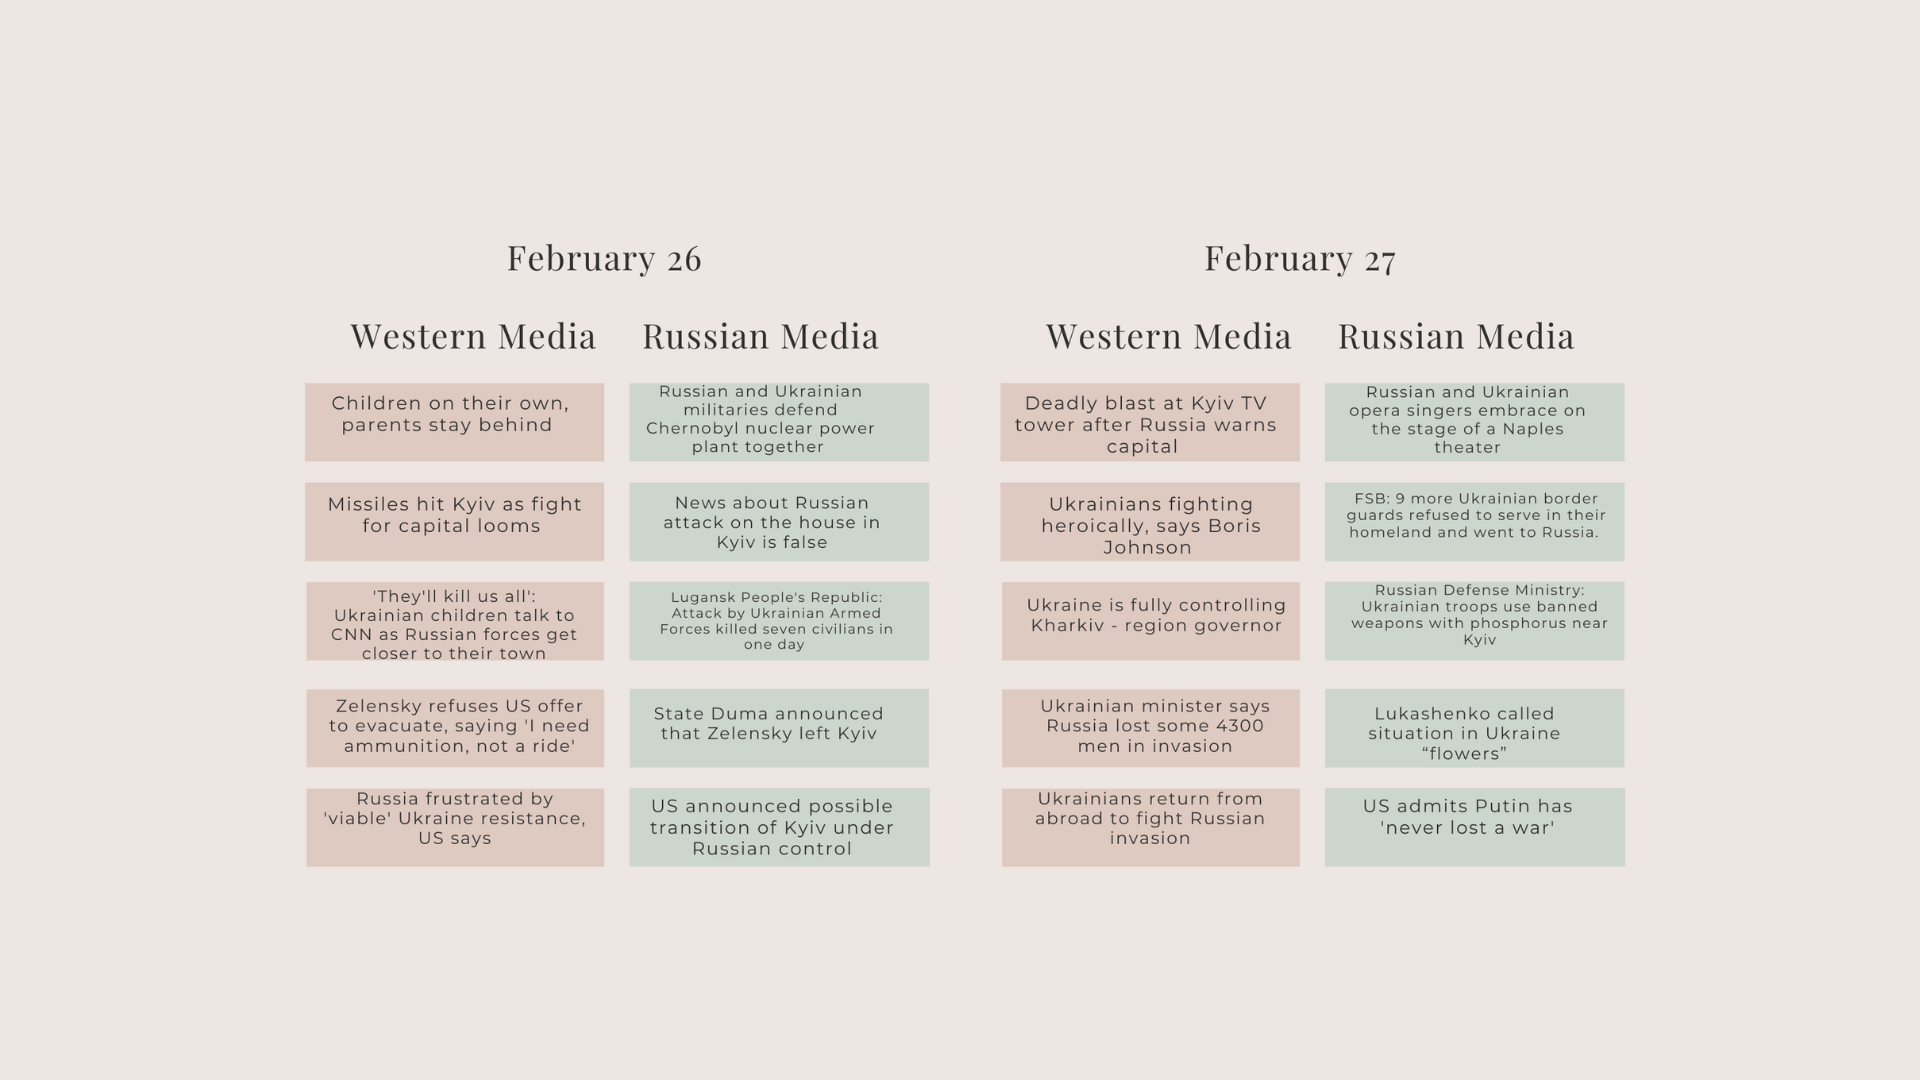 February 26
Western Media
Russian Media
Children on their own,
parents stay behind
Russian and Ukrainian
militaries defend
Chernobyl nuclear power
plant together
Missiles hit Kyiv as fight
for capital looms
News about Russian
attack on the house in
Kyiv is false
'They'll kill us all':
Ukrainian children talk to
CNN as Russian forces get
closer to their town
Lugansk People's Republic:
Attack by Ukrainian Armed
Forces killed seven civilians in
one day
Zelensky refuses US offer
to evacuate, saying 'I need
ammunition, not a ride'
State Duma announced
that Zelensky left Kyiv
Russia frustrated by
'viable' Ukraine resistance,
US says
US announced possible
transition of Kyiv under
Russian control
February 27
Western Media
Russian Media
Deadly blast at Kyiv TV
tower after Russia warns
capital
Russian and Ukrainian
opera singers embrace on
the stage of a Naples
theater
Ukrainians fighting
heroically, says Boris
Johnson
FSB: 9 more Ukrainian border
guards refused to serve in their
homeland and went to Russia.
Ukraine is fully controlling
Kharkiv - region governor
Russian Defense Ministry:
Ukrainian troops use banned
weapons with phosphorus near
Kyiv
Ukrainian minister says
Russia lost some 4300
men in invasion
Lukashenko called
situation in Ukraine
“flowers”
Ukrainians return from
abroad to fight Russian
invasion
US admits Putin has
'never lost a war'